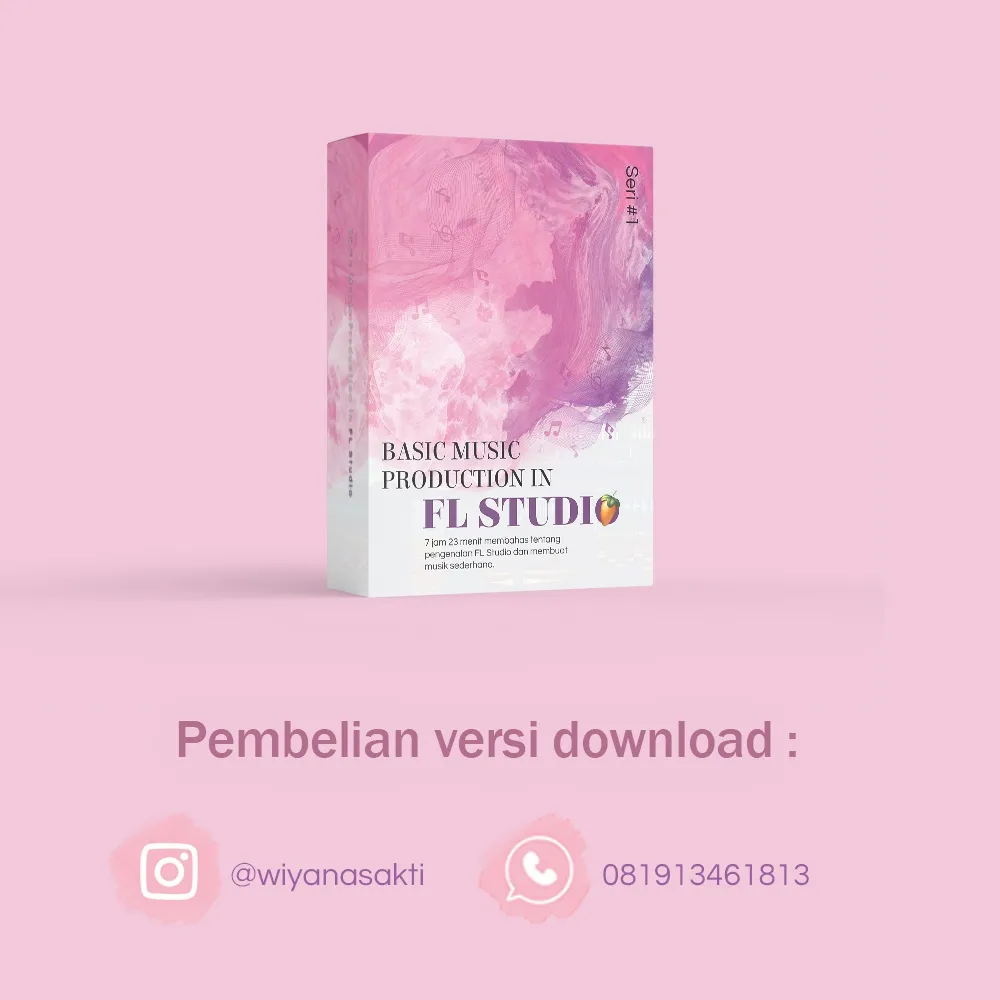 Seri #1
BASIC MUSIC
PRODUCTION IN
FL STUDIO
7 jam 23 menit membahas tentang
pengenalan FL Studio dan membuat
musik sederhana.
Pembelian versi download :
@wiyanasakti
081913461813